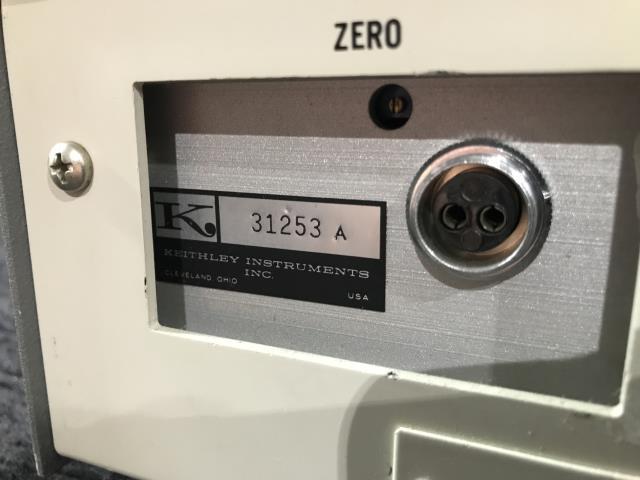 ZERO
K
31253 A
KEITHLEY INSTRUMENTS
INC.
CLEVELAND, OHIO
USA